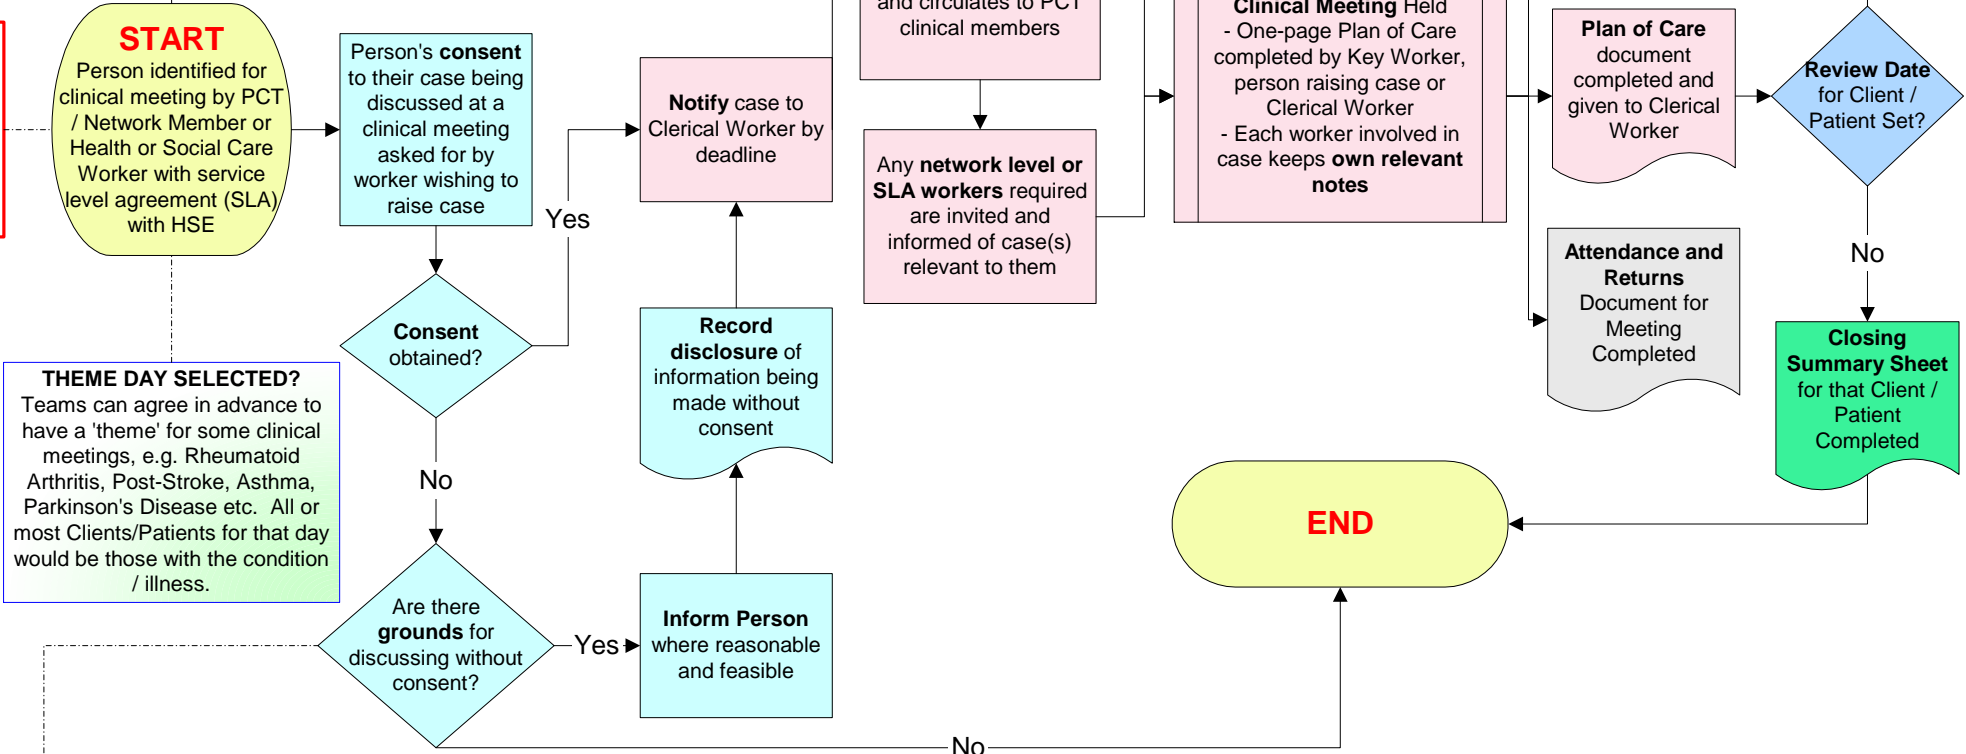 START
Person identified for
clinical meeting by PCT
/ Network Member or
Health or Social Care
Worker with service
level agreement (SLA)
with HSE
Person's consent
to their case being
discussed at a
clinical meeting
asked for by
worker wishing to
raise case
Consent
obtained?
Yes
No
Notify case to
Clerical Worker by
deadline
Record
disclosure of
information being
made without
consent
Are there
grounds for
discussing without
consent?
Yes
Inform Person
where reasonable
and feasible
No
THEME DAY SELECTED?
Teams can agree in advance to
have a 'theme' for some clinical
meetings, e.g. Rheumatoid
Arthritis, Post-Stroke, Asthma,
Parkinson's Disease etc. All or
most Clients/Patients for that day
would be those with the condition
/ illness.
and circulates to PCT
clinical members
Any network level or
SLA workers required
are invited and
informed of case(s)
relevant to them
Clinical Meeting Held
- One-page Plan of Care
completed by Key Worker,
person raising case or
Clerical Worker
- Each worker involved in
case keeps own relevant
notes
Plan of Care
document
completed and
given to Clerical
Worker
Attendance and
Returns
Document for
Meeting
Completed
Review Date
for Client /
Patient Set?
No
Closing
Summary Sheet
for that Client /
Patient
Completed
END